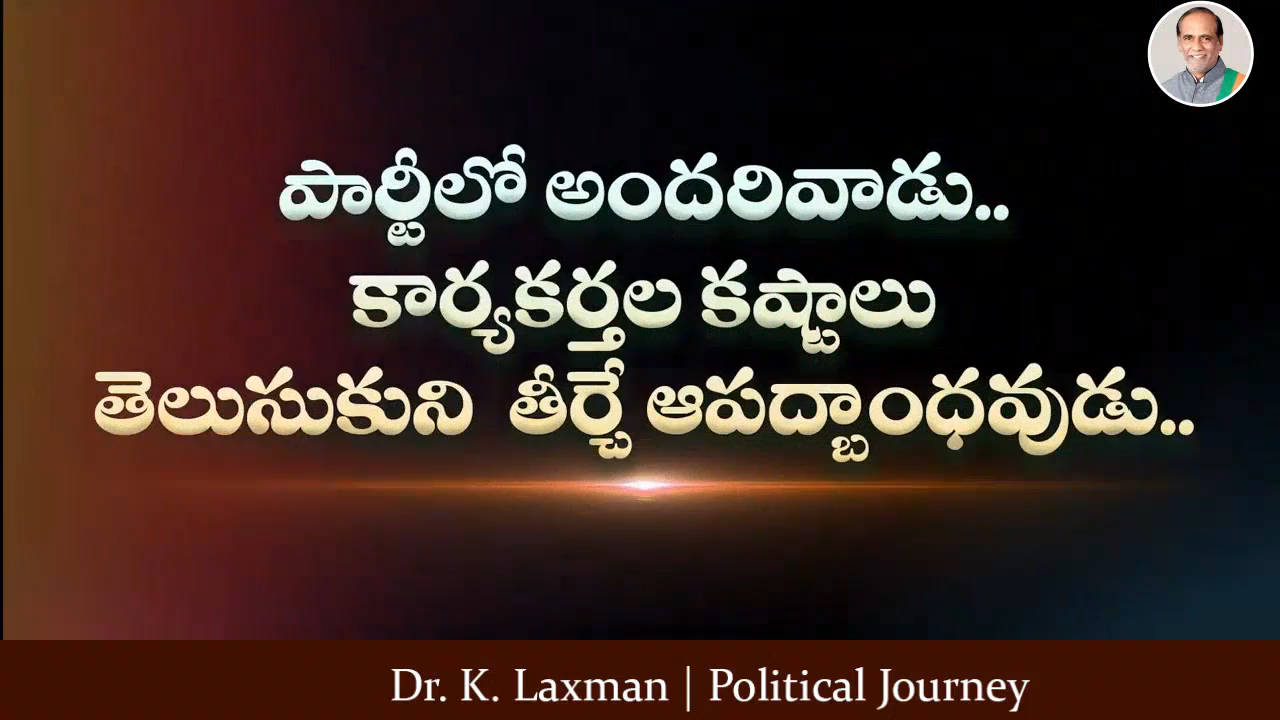 పార్టీలో అందరివాడు..
కార్యకర్తల కష్టాలు
తెలుసుకుని తీర్చే ఆపద్బాంధవుడు..
Dr. K. Laxman | Political Journey